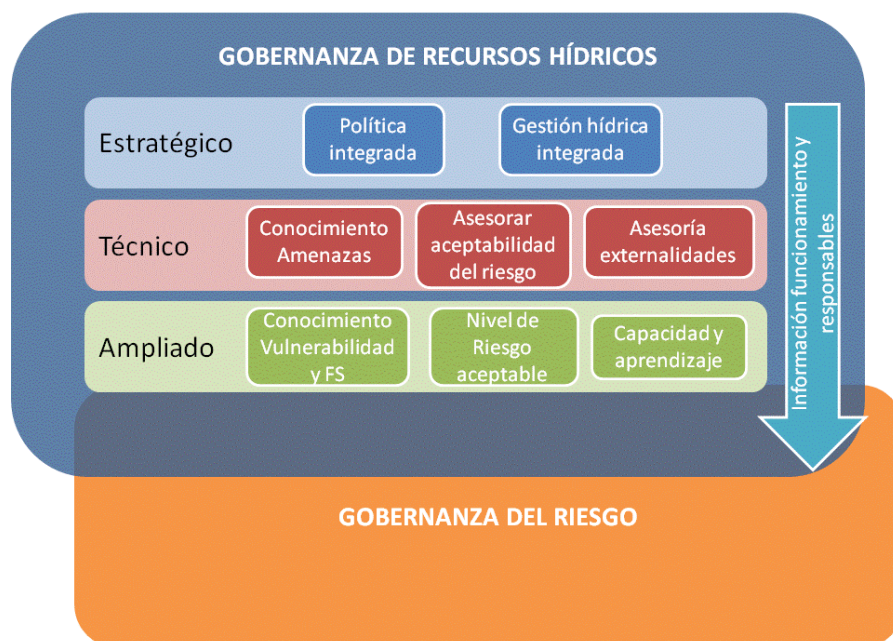 GOBERNANZA DE RECURSOS HÍDRICOS
Estratégico
Política
integrada
Gestión hídrica
integrada
Técnico
Conocimiento
Amenazas
Asesorar
aceptabilidad
del riesgo
Asesoría
externalidades
Ampliado
Conocimiento
Vulnerabilidad
y FS
Nivel de
Riesgo
aceptable
Capacidad y
aprendizaje
Información funcionamiento y
responsables
GOBERNANZA DEL RIESGO